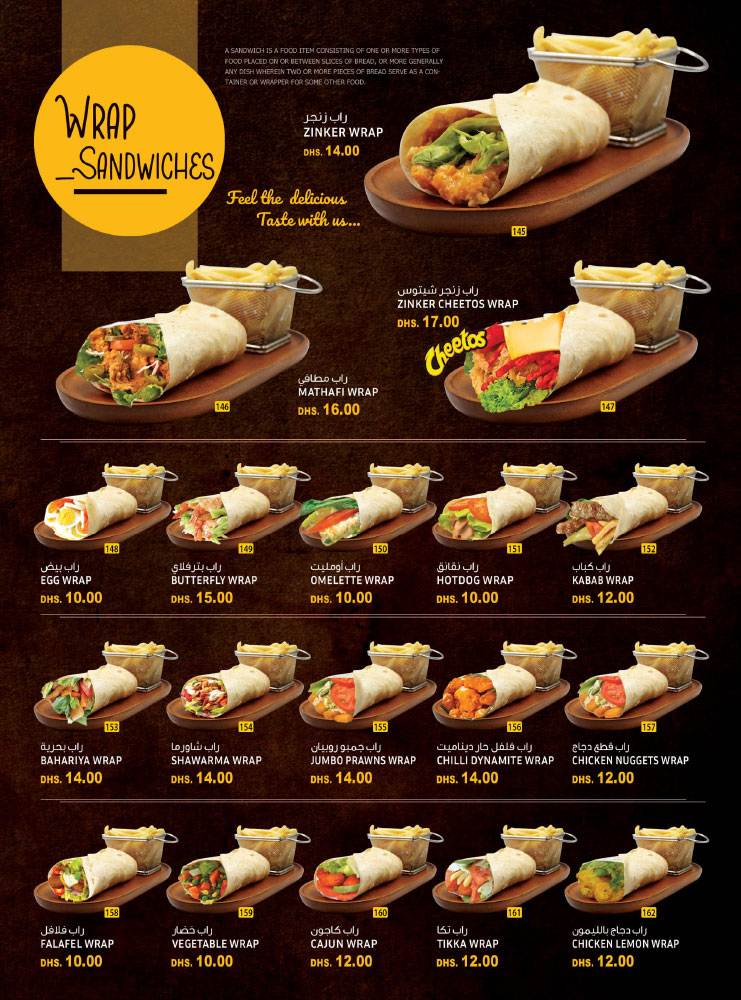 WRAP
SANDWICHES
A SANDWICH IS A FOOD ITEM CONSISTING OF ONE OR MORE TYPES OF
FOOD PLACED ON OR BETWEEN SLICES OF BREAD, OR MORE GENERALLY
ANY DISH WHEREIN TWO OR MORE PIECES OF BREAD SERVE AS A CON-
TAINER OR WRAPPER FOR SOME OTHER FOOD.
راب زنجر
ZINKER WRAP
DHS. 14.00
145
Feel the delicious
Taste with us...
راب زنجر شيتوس
ZINKER CHEETOS WRAP
DHS. 17.00
Cheetos
147
راب مطافي
MATHAFI WRAP
DHS. 16.00
146
148
149
150
151
152
راب بيض
EGG WRAP
DHS. 10.00
راب بترفلاي
BUTTERFLY WRAP
DHS. 15.00
راب أومليت
OMELETTE WRAP
DHS. 10.00
راب نقانق
HOTDOG WRAP
DHS. 10.00
راب كباب
KABAB WRAP
DHS. 12.00
153
154
155
156
157
راب بحرية
BAHARIYA WRAP
DHS. 14.00
راب شاورما
SHAWARMA WRAP
DHS. 14.00
راب جمبو روبيان
JUMBO PRAWNS WRAP
DHS. 14.00
راب فلفل حار ديناميت
CHILLI DYNAMITE WRAP
DHS. 14.00
راب قطع دجاج
CHICKEN NUGGETS WRAP
DHS. 12.00
158
159
160
161
162
راب فلافل
FALAFEL WRAP
DHS. 10.00
راب خضار
VEGETABLE WRAP
DHS. 10.00
راب كاجون
CAJUN WRAP
DHS. 12.00
راب تكا
TIKKA WRAP
DHS. 12.00
راب دجاج بالليمون
CHICKEN LEMON WRAP
DHS. 12.00